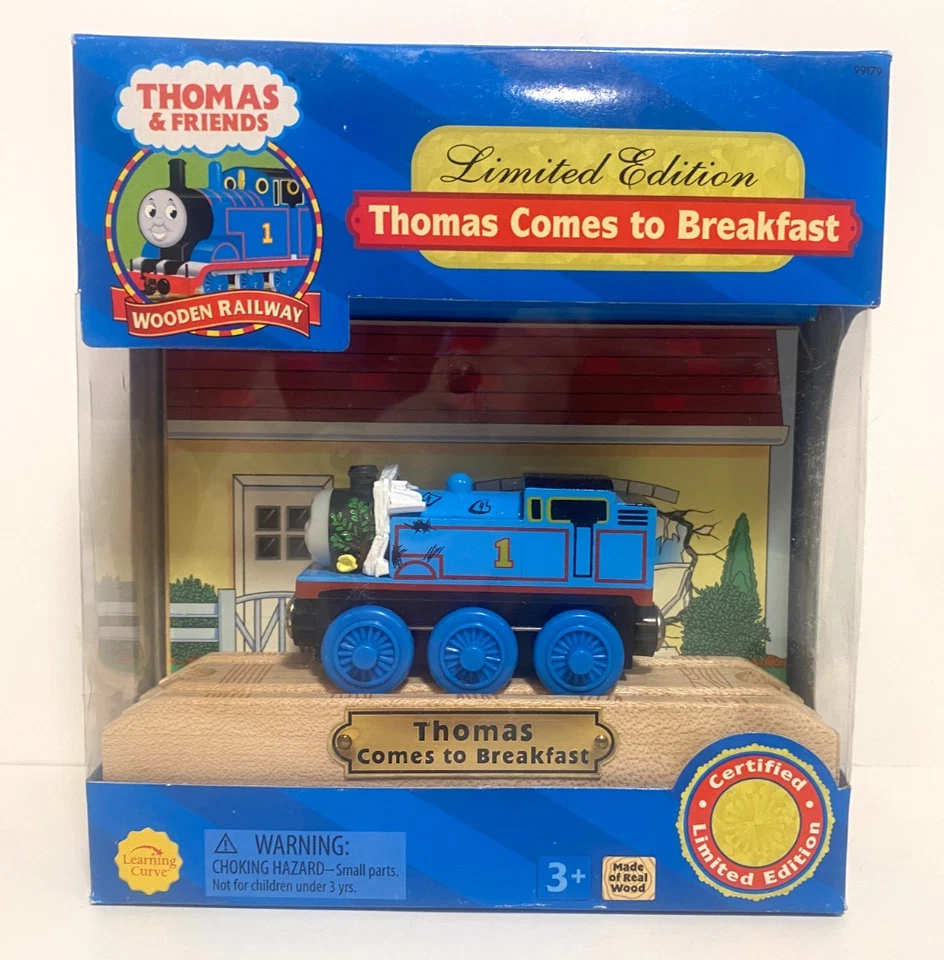 99179
THOMAS
& FRIENDS
1
WOODEN RAILWAY
Limited Edition
Thomas Comes to Breakfast
1
Thomas
Comes to Breakfast
Certified
Limited Edition
Learning
Curve
WARNING:
CHOKING HAZARD–Small parts.
Not for children under 3 yrs.
3+
Made
of Real
Wood